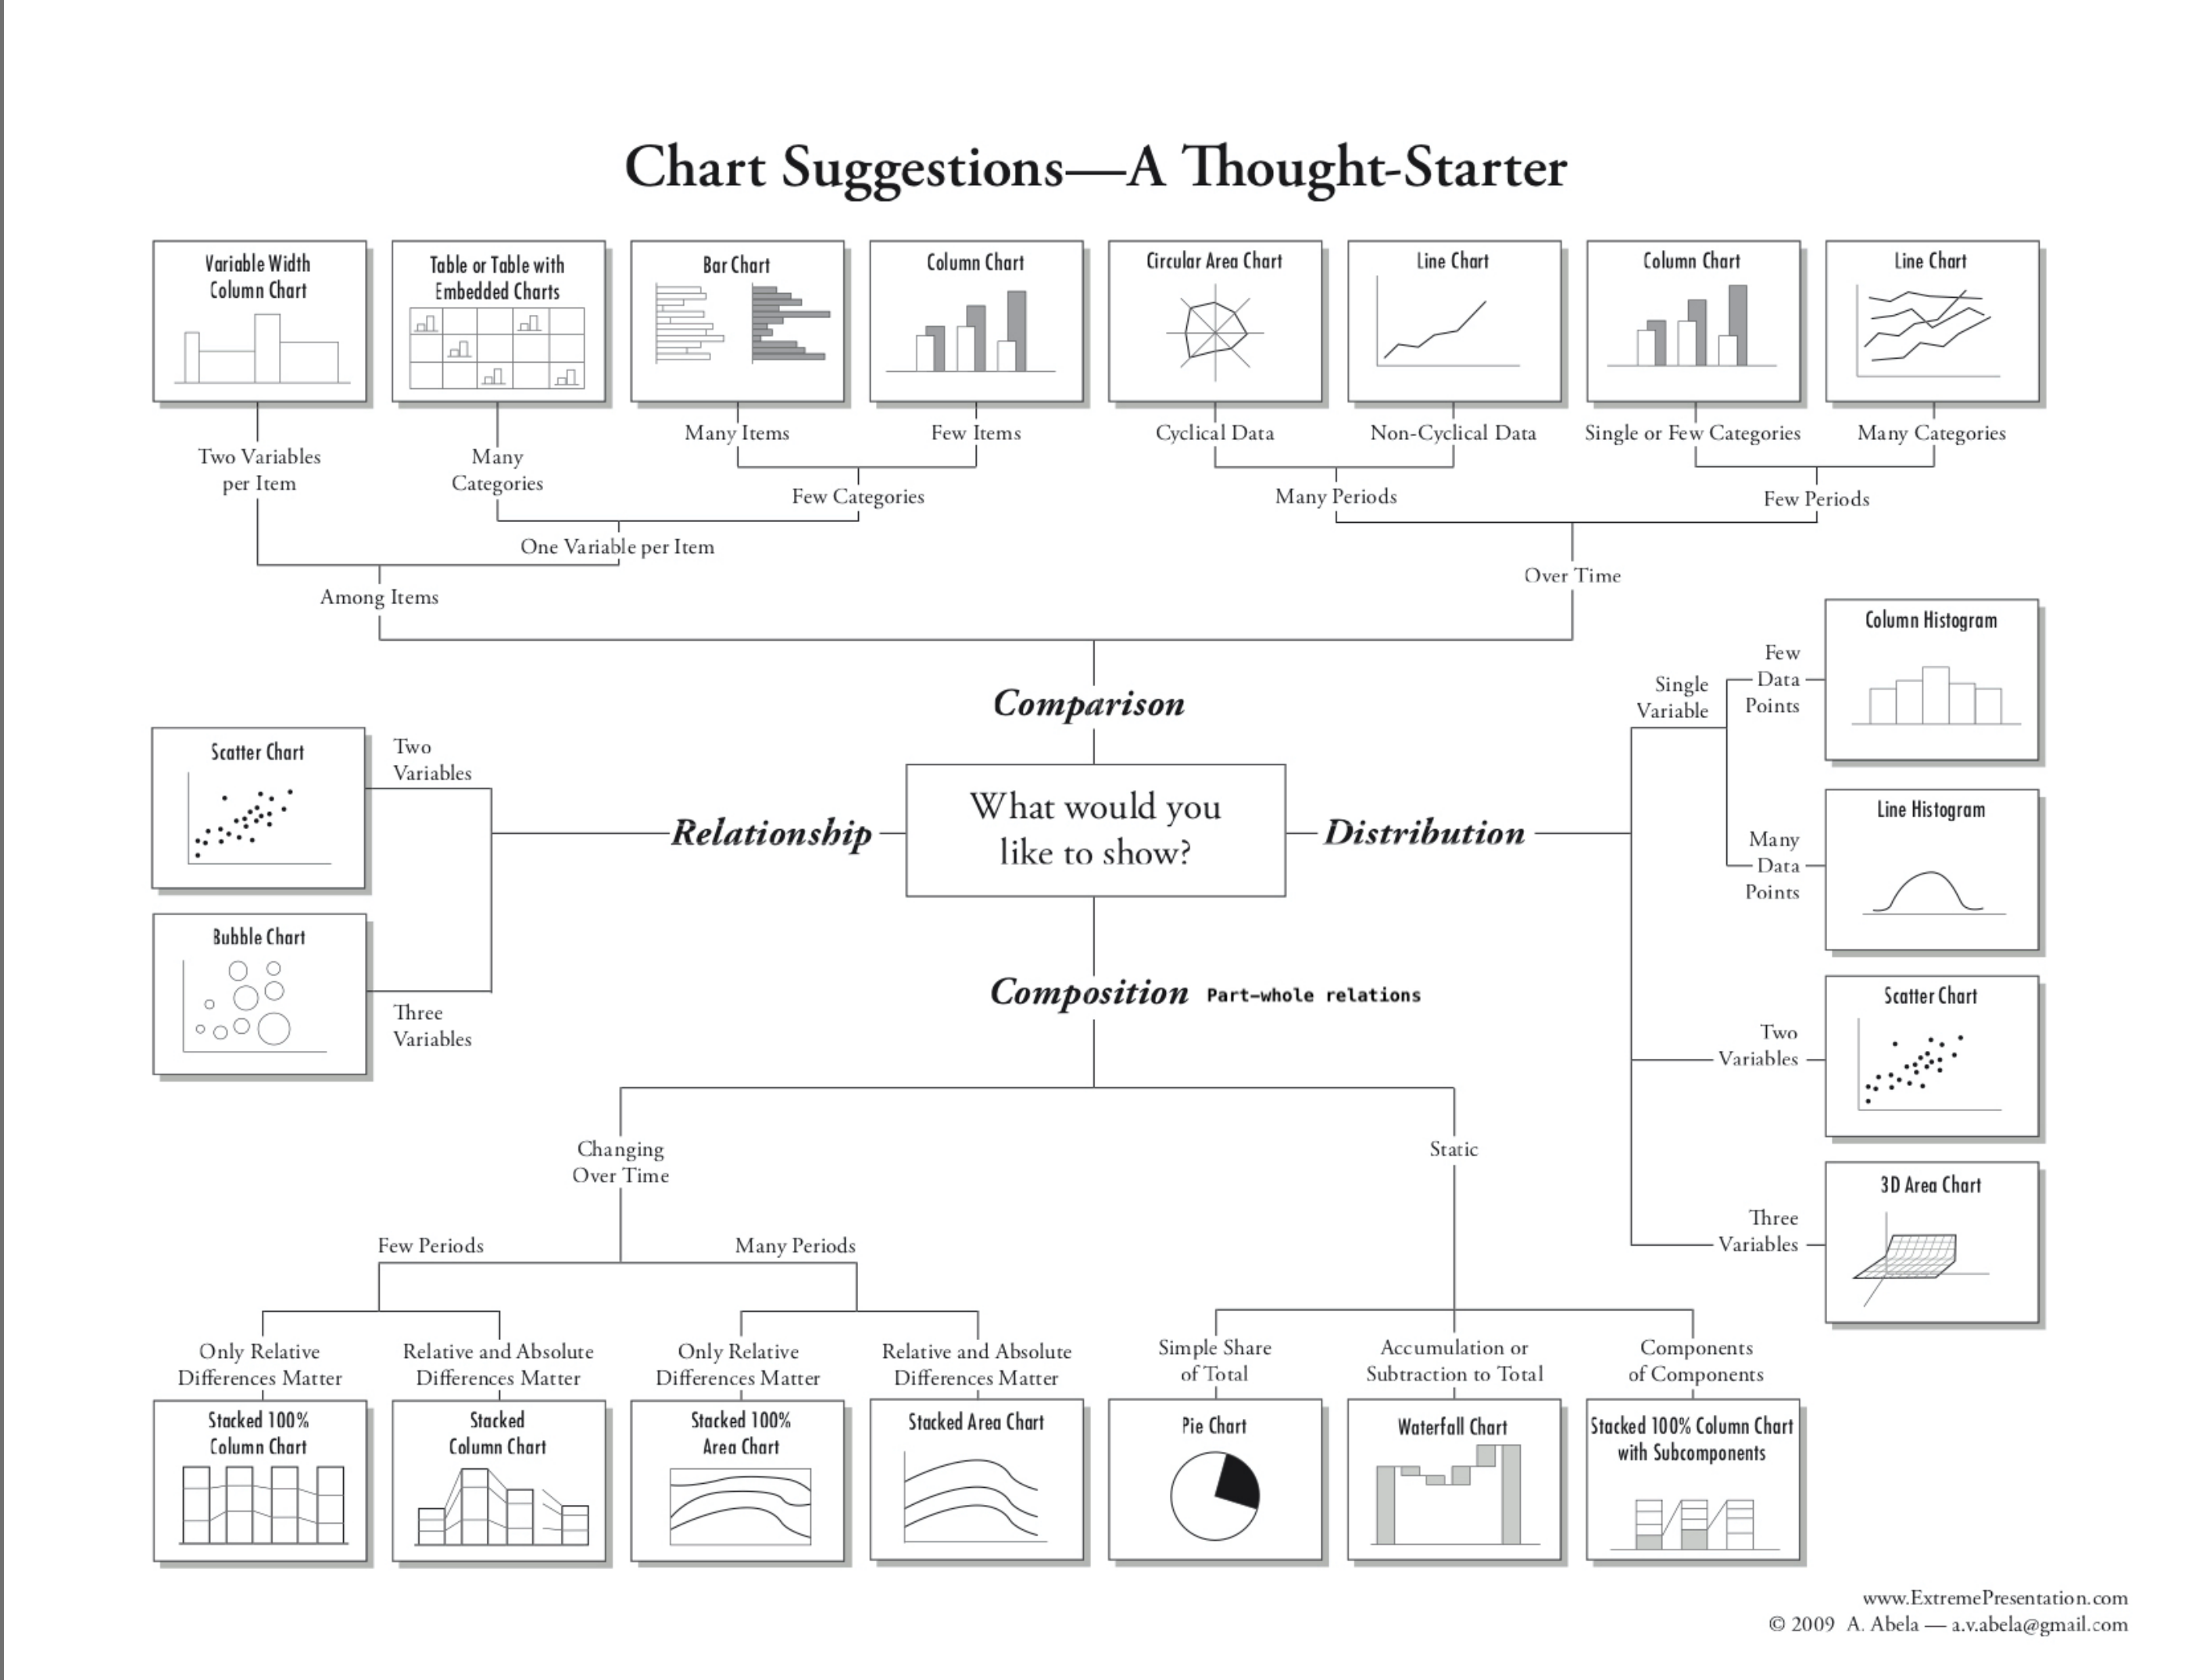 Chart Suggestions—A Thought-Starter
Variable Width
Column Chart
Table or Table with
Embedded Charts
Bar Chart
Column Chart
Circular Area Chart
Line Chart
Column Chart
Line Chart
Two Variables
per Item
Many
Categories
Many Items
Few Items
Cyclical Data
Non-Cyclical Data
Single or Few Categories
Many Categories
Few Categories
Many Periods
Few Periods
One Variable per Item
Among Items
Over Time
Comparison
What would you
like to show?
Relationship
Two
Variables
Scatter Chart
Three
Variables
Bubble Chart
Distribution
Single
Variable
Few
Data
Points
Column Histogram
Many
Data
Points
Line Histogram
Two
Variables
Scatter Chart
Three
Variables
3D Area Chart
Composition Part-whole relations
Changing
Over Time
Static
Few Periods
Many Periods
Only Relative
Differences Matter
Relative and Absolute
Differences Matter
Only Relative
Differences Matter
Relative and Absolute
Differences Matter
Simple Share
of Total
Accumulation or
Subtraction to Total
Components
of Components
Stacked 100%
Column Chart
Stacked
Column Chart
Stacked 100%
Area Chart
Stacked Area Chart
Pie Chart
Waterfall Chart
Stacked 100% Column Chart
with Subcomponents
www.ExtremePresentation.com
© 2009 A. Abela — a.v.abela@gmail.com